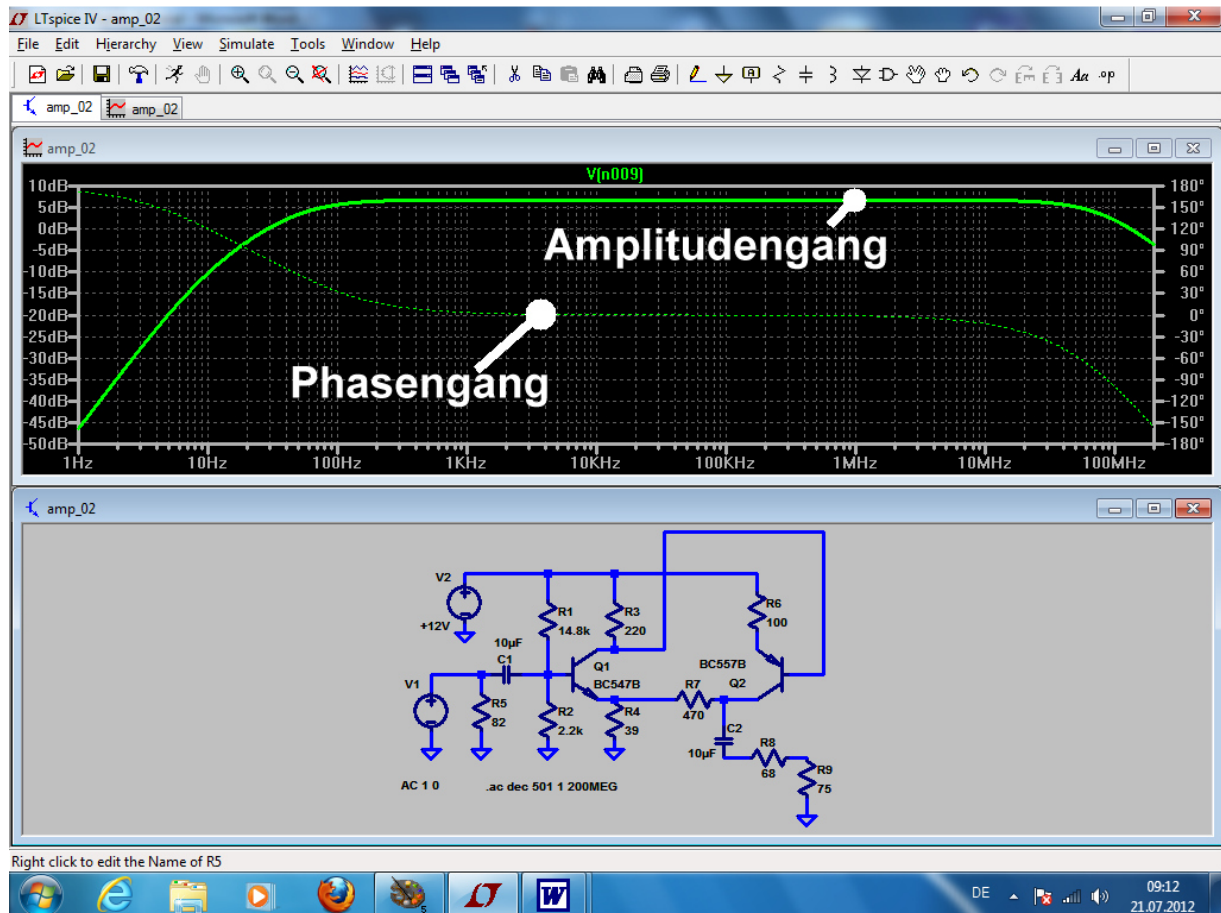 LTspice IV - amp_02
File Edit Hierarchy View Simulate Tools Window Help
amp_02 amp_02
amp_02
V(n009)
10dB
5dB
0dB
-5dB
-10dB
-15dB
-20dB
-25dB
-30dB
-35dB
-40dB
-45dB
-50dB
180°
150°
120°
90°
60°
30°
0°
-30°
-60°
-90°
-120°
-150°
-180°
Amplitudengang
Phasengang
1Hz 10Hz 100Hz 1KHz 10KHz 100KHz 1MHz 10MHz 100MHz
amp_02
V2
+12V
R1
14.8k
R3
220
R6
100
10µF
C1
Q1
BC547B
BC557B
Q2
V1
R5
82
R2
2.2k
R4
39
R7
470
C2
10µF
R8
68
R9
75
AC 1 0
.ac dec 501 1 200MEG
Right click to edit the Name of R5
DE
09:12
21.07.2012